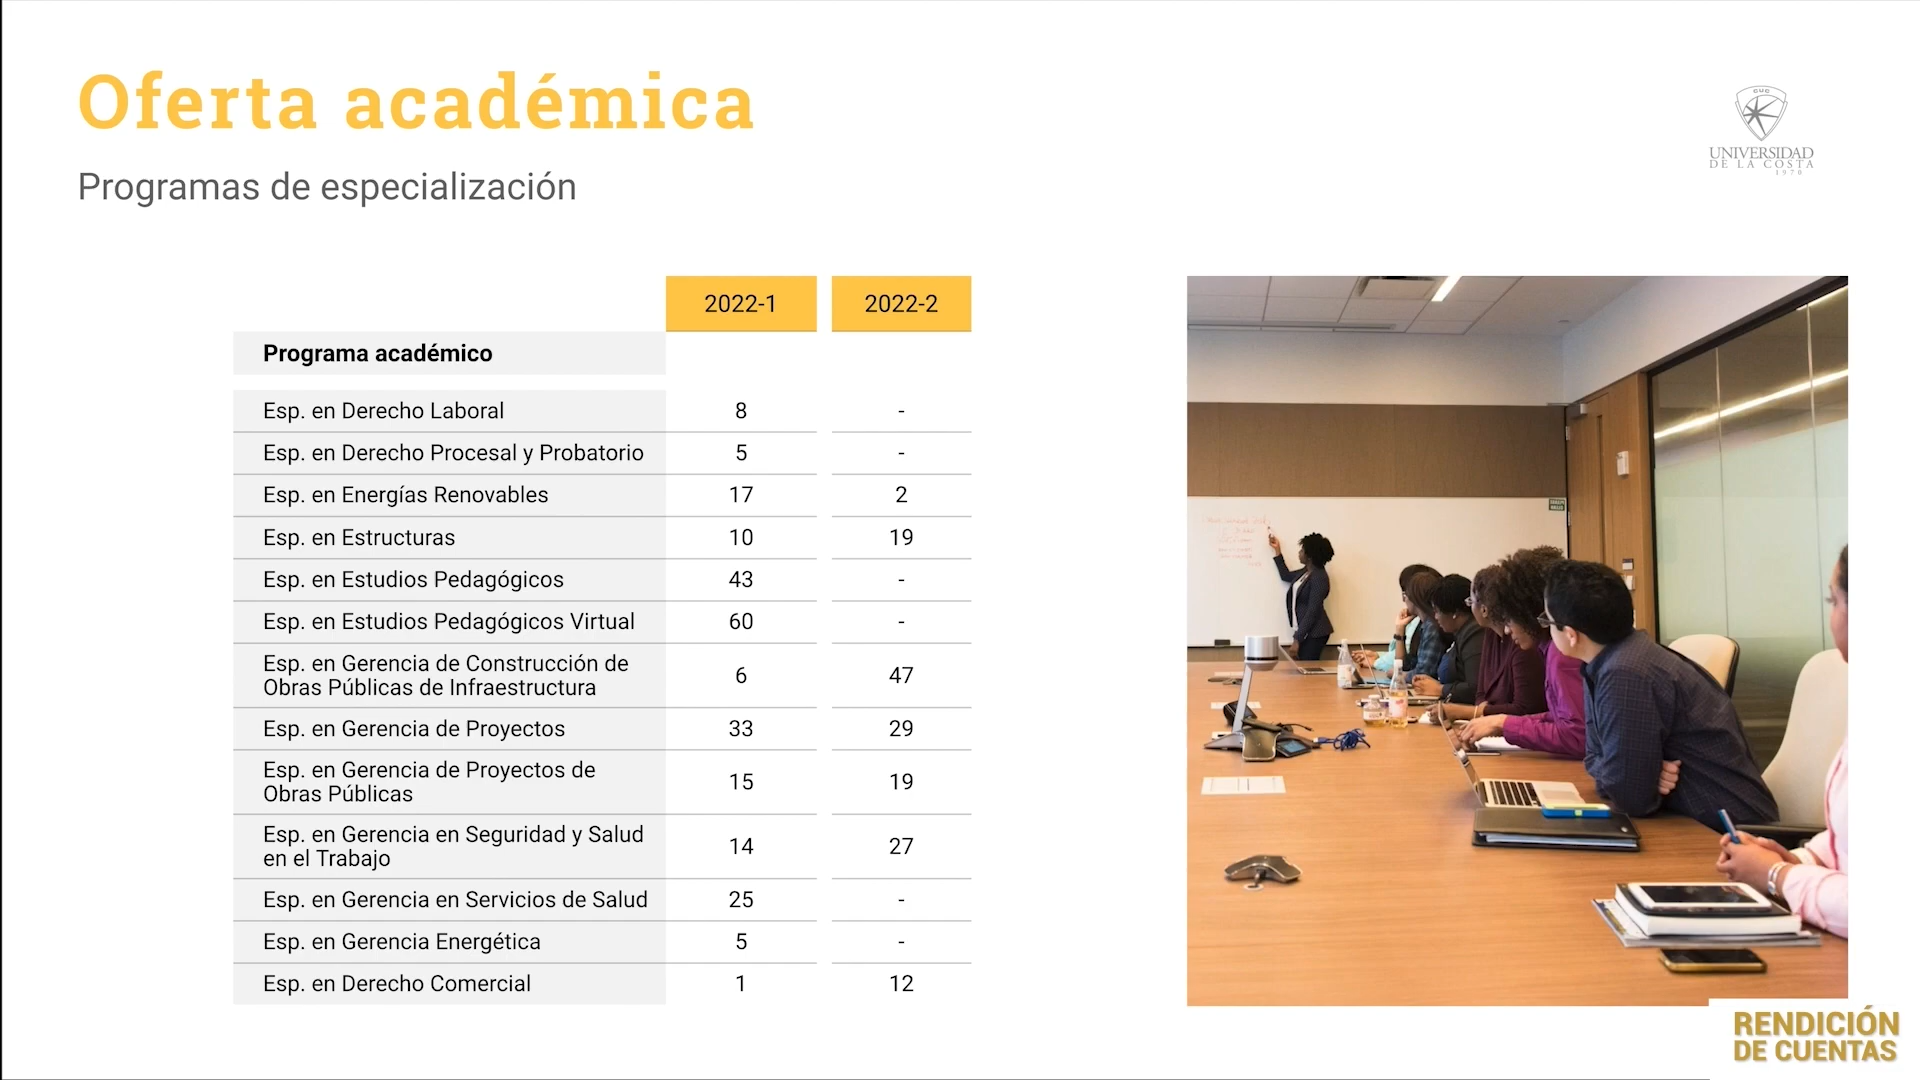 Oferta académica
Programas de especialización
CUC
UNIVERSIDAD
DE LA COSTA
1970
2022-1 2022-2
Programa académico
Esp. en Derecho Laboral 8 -
Esp. en Derecho Procesal y Probatorio 5 -
Esp. en Energías Renovables 17 2
Esp. en Estructuras 10 19
Esp. en Estudios Pedagógicos 43 -
Esp. en Estudios Pedagógicos Virtual 60 -
Esp. en Gerencia de Construcción de
Obras Públicas de Infraestructura 6 47
Esp. en Gerencia de Proyectos 33 29
Esp. en Gerencia de Proyectos de
Obras Públicas 15 19
Esp. en Gerencia en Seguridad y Salud
en el Trabajo 14 27
Esp. en Gerencia en Servicios de Salud 25 -
Esp. en Gerencia Energética 5 -
Esp. en Derecho Comercial 1 12
RENDICIÓN
DE CUENTAS